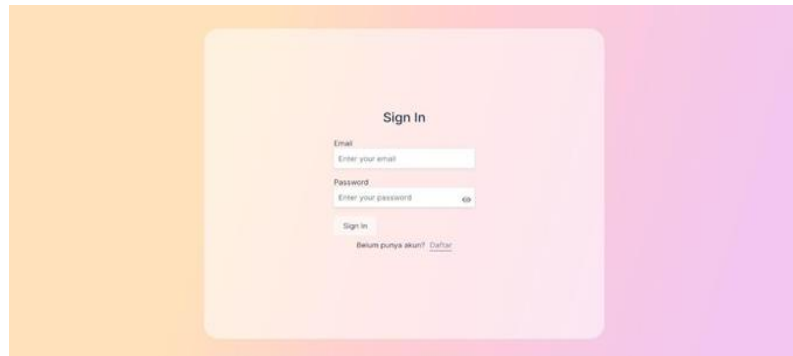 Sign In
Email
Enter your email
Password
Enter your password
Sign In
Belum punya akun? Daftar